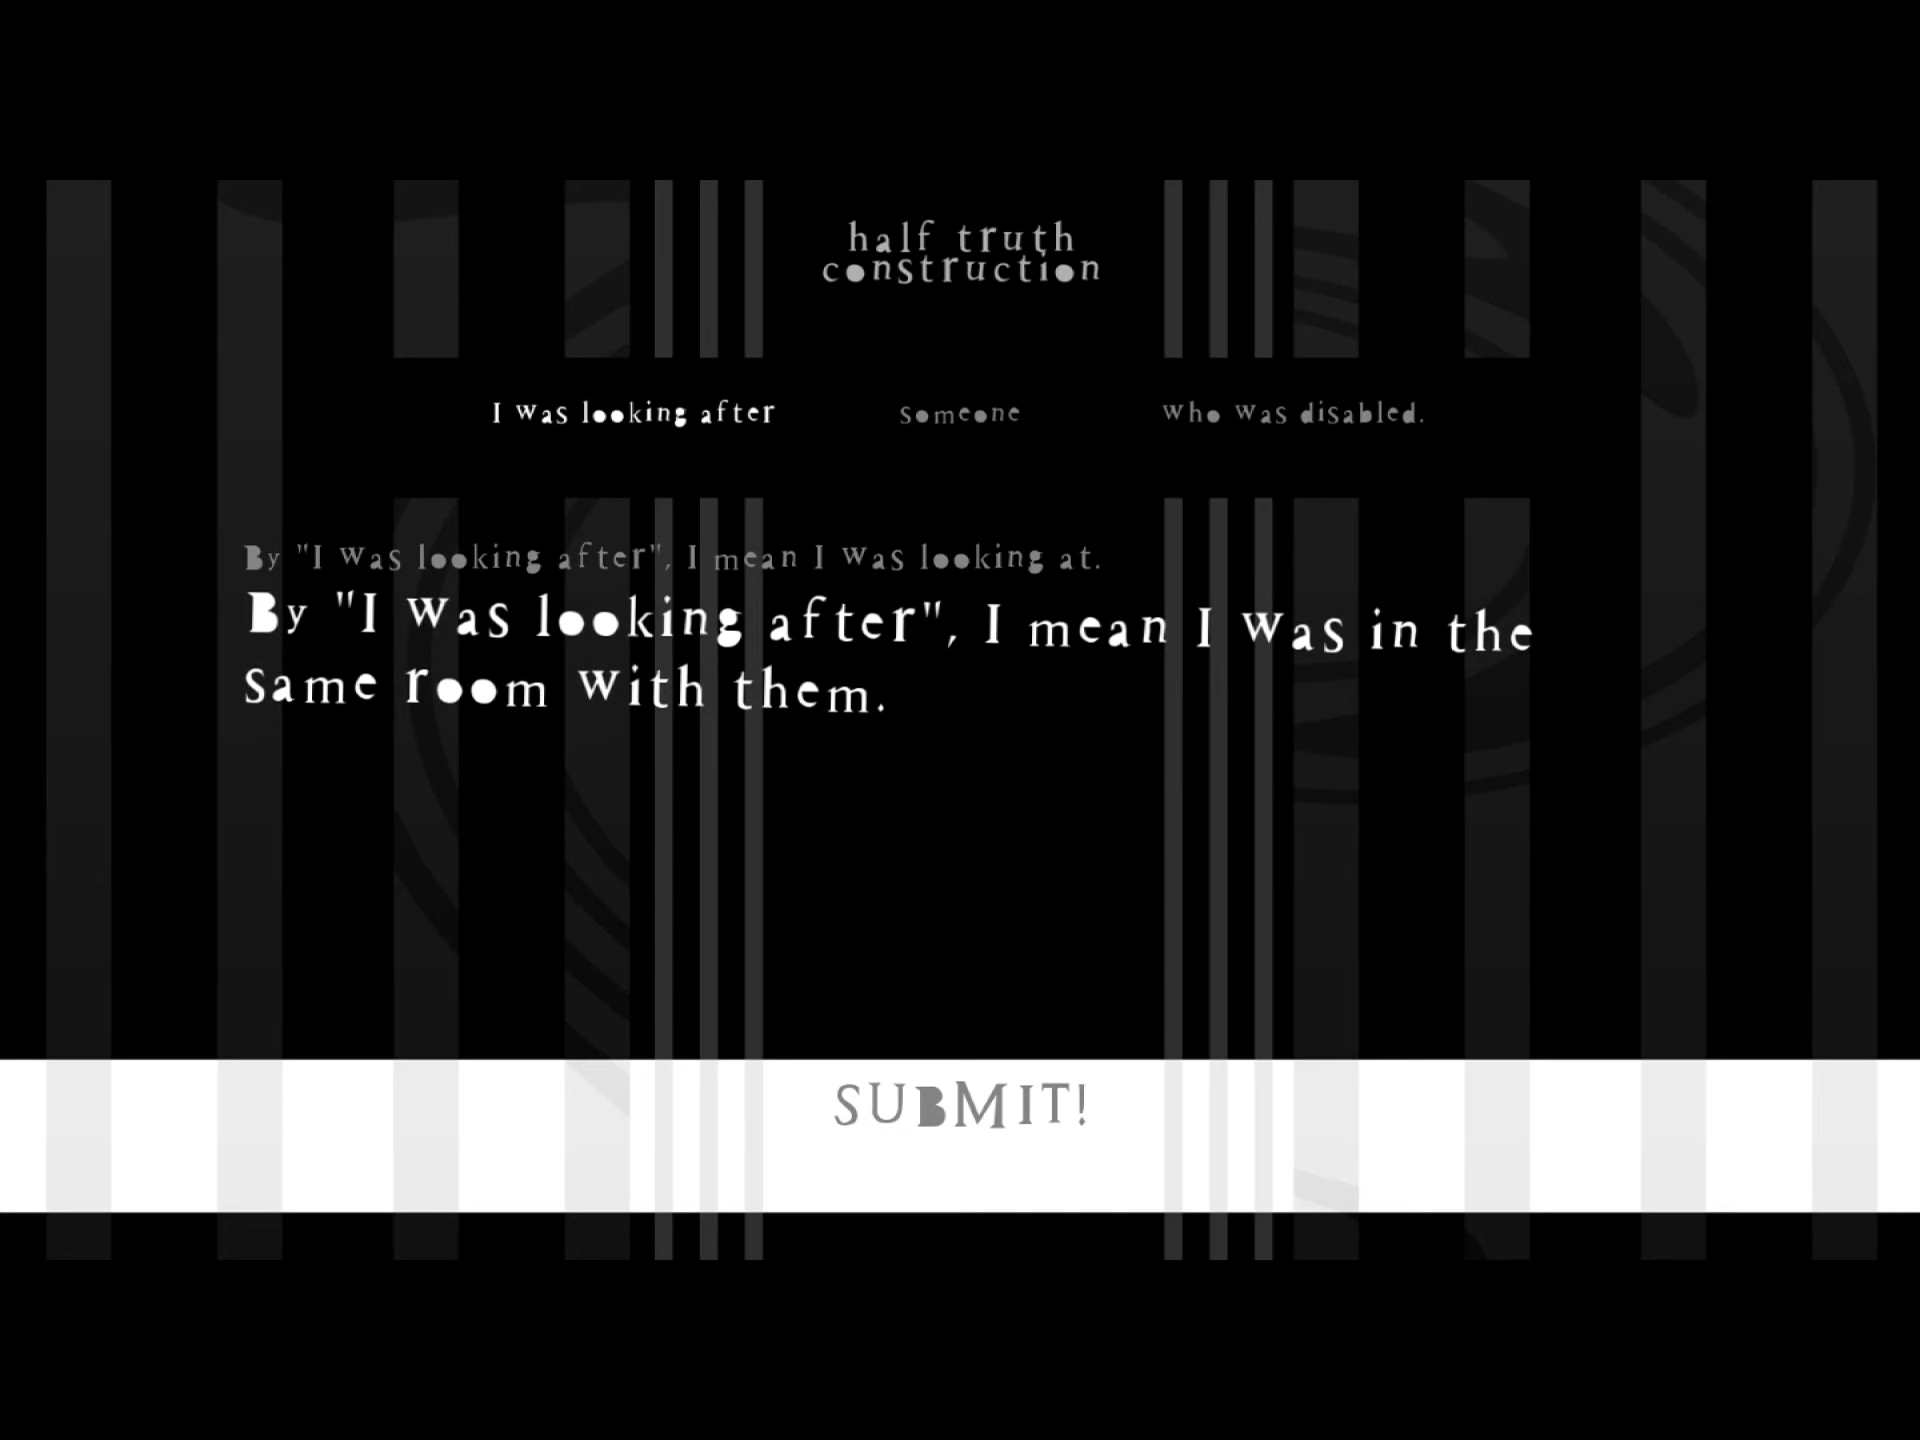 half truth
construction
I was looking after someone who was disabled.
By "I was looking after", I mean I was looking at.
By "I was looking after", I mean I was in the
same room with them.
SUBMIT!